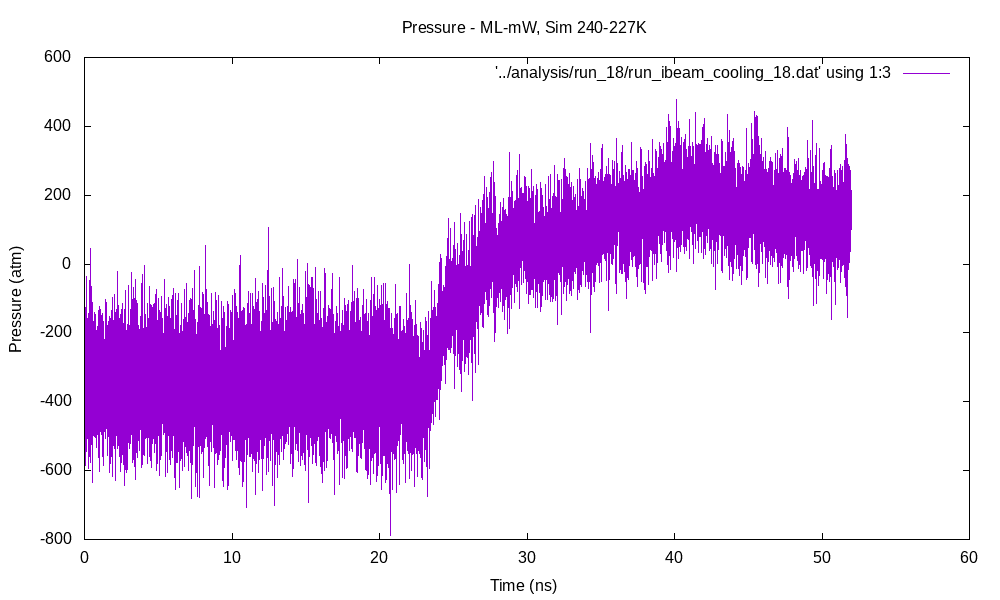 Pressure - ML-mW, Sim 240-227K
'../analysis/run_18/run_ibeam_cooling_18.dat' using 1:3
Pressure (atm)
600
400
200
0
-200
-400
-600
-800
0 10 20 30 40 50 60
Time (ns)